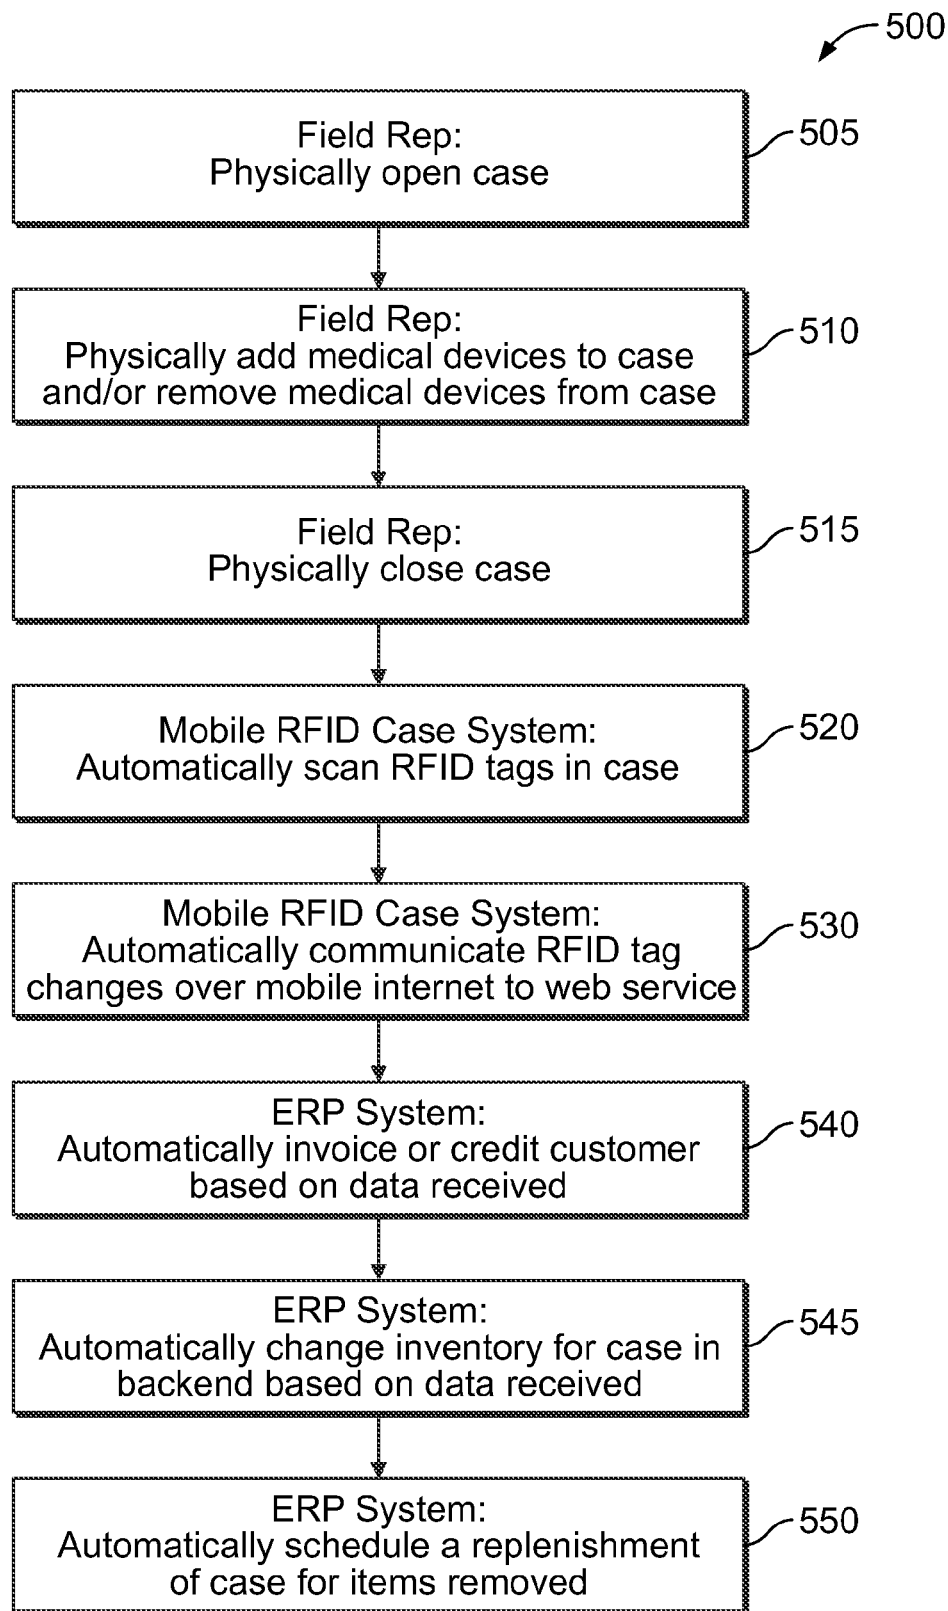 500
Field Rep:
Physically open case
505
Field Rep:
Physically add medical devices to case
and/or remove medical devices from case
510
Field Rep:
Physically close case
515
Mobile RFID Case System:
Automatically scan RFID tags in case
520
Mobile RFID Case System:
Automatically communicate RFID tag
changes over mobile internet to web service
530
ERP System:
Automatically invoice or credit customer
based on data received
540
ERP System:
Automatically change inventory for case in
backend based on data received
545
ERP System:
Automatically schedule a replenishment
of case for items removed
550